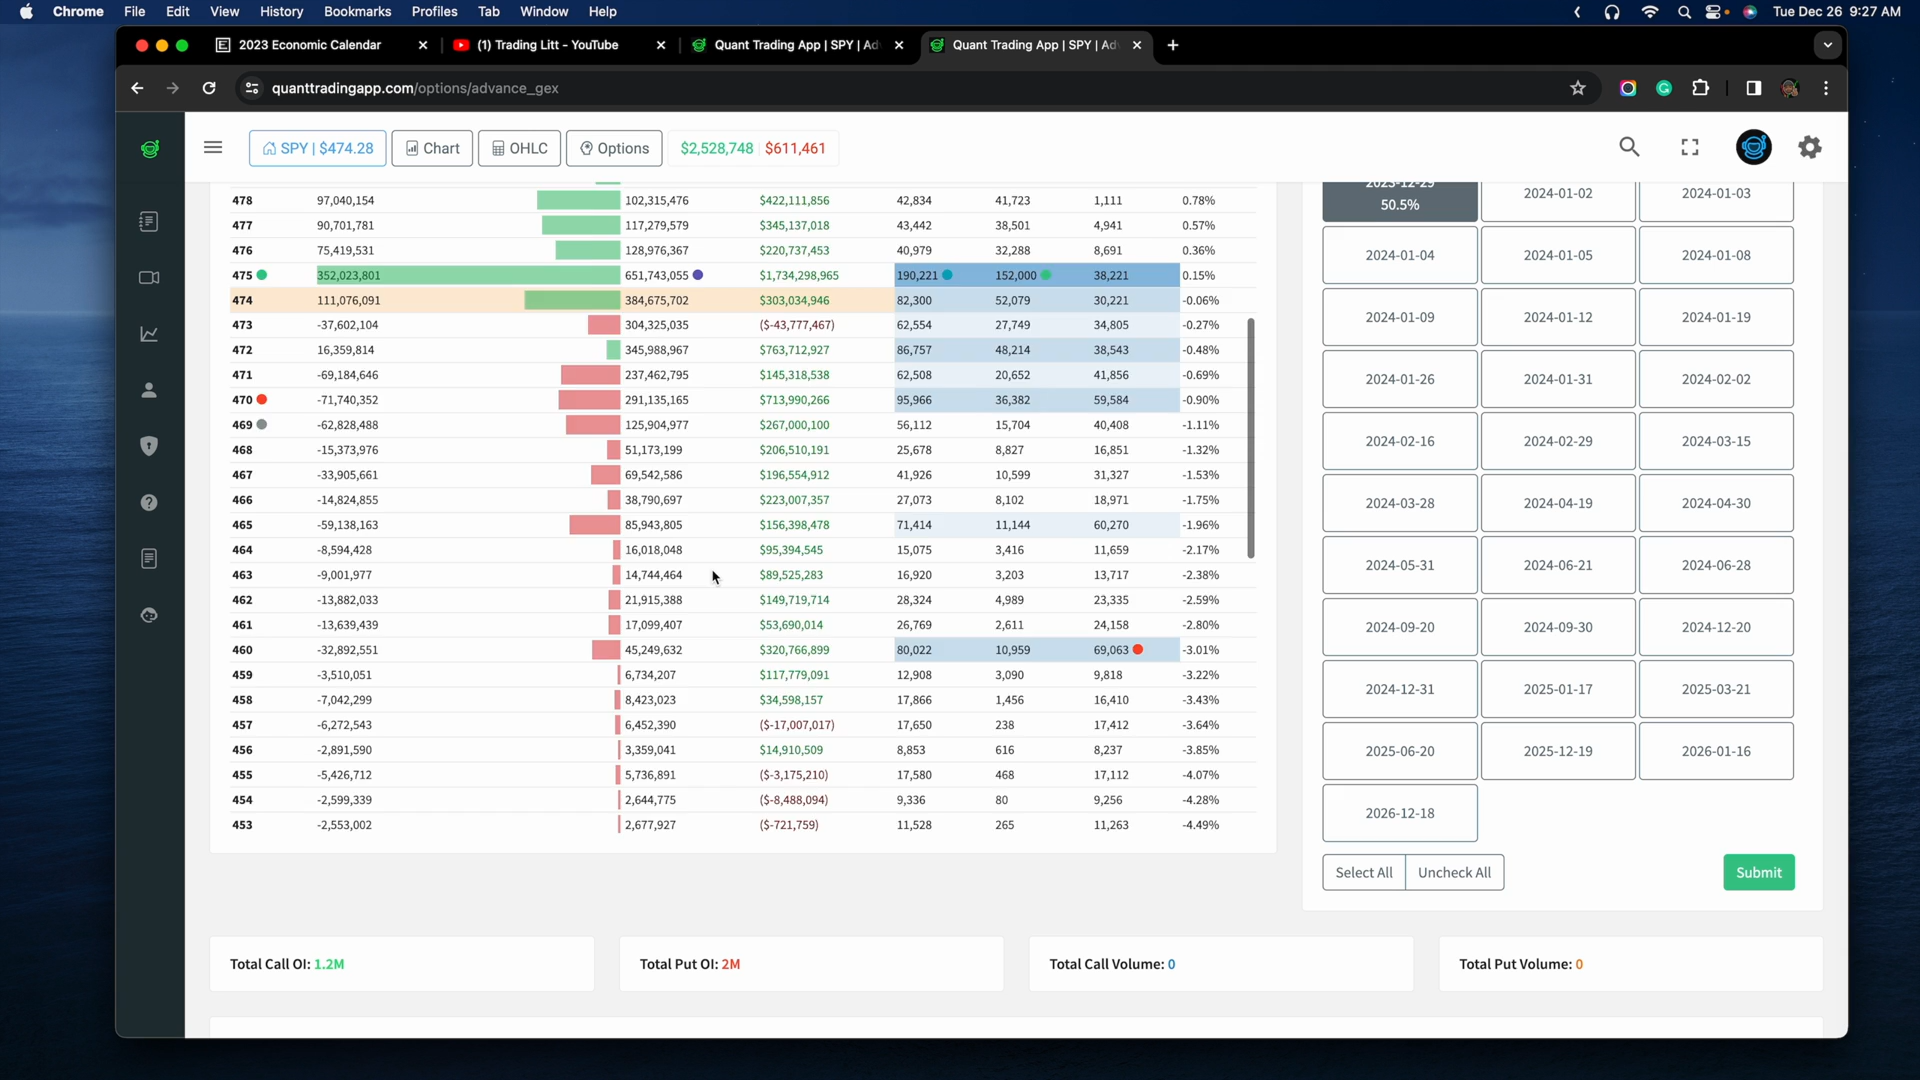 Chrome File Edit View History Bookmarks Profiles Tab Window Help Tue Dec 26 9:27 AM
2023 Economic Calendar (1) Trading Litt - YouTube Quant Trading App | SPY | Ad Quant Trading App | SPY | Ad
quanttradingapp.com/options/advance_gex
SPY | $474.28 Chart OHLC Options $2,528,748 $611,461
478 97,040,154 102,315,476 $422,111,856 42,834 41,723 1,111 0.78%
477 90,701,781 117,279,579 $345,137,018 43,442 38,501 4,941 0.57%
476 75,419,531 128,976,367 $220,737,453 40,979 32,288 8,691 0.36%
475 352,023,801 651,743,055 $1,734,298,965 190,221 152,000 38,221 0.15%
474 111,076,091 384,675,702 $303,034,946 82,300 52,079 30,221 -0.06%
473 -37,602,104 304,325,035 ($-43,777,467) 62,554 27,749 34,805 -0.27%
472 16,359,814 345,988,967 $763,712,927 86,757 48,214 38,543 -0.48%
471 -69,184,646 237,462,795 $145,318,538 62,508 20,652 41,856 -0.69%
470 -71,740,352 291,135,165 $713,990,266 95,966 36,382 59,584 -0.90%
469 -62,828,488 125,904,977 $267,000,100 56,112 15,704 40,408 -1.11%
468 -15,373,976 51,173,199 $206,510,191 25,678 8,827 16,851 -1.32%
467 -33,905,661 69,542,586 $196,554,912 41,926 10,599 31,327 -1.53%
466 -14,824,855 38,790,697 $223,007,357 27,073 8,102 18,971 -1.75%
465 -59,138,163 85,943,805 $156,398,478 71,414 11,144 60,270 -1.96%
464 -8,594,428 16,018,048 $95,394,545 15,075 3,416 11,659 -2.17%
463 -9,001,977 14,744,464 $89,525,283 16,920 3,203 13,717 -2.38%
462 -13,882,033 21,915,388 $149,719,714 28,324 4,989 23,335 -2.59%
461 -13,639,439 17,099,407 $53,690,014 26,769 2,611 24,158 -2.80%
460 -32,892,551 45,249,632 $320,766,899 80,022 10,959 69,063 -3.01%
459 -3,510,051 6,734,207 $117,779,091 12,908 3,090 9,818 -3.22%
458 -7,042,299 8,423,023 $34,598,157 17,866 1,456 16,410 -3.43%
457 -6,272,543 6,452,390 ($-17,007,017) 17,650 238 17,412 -3.64%
456 -2,891,590 3,359,041 $14,910,509 8,853 616 8,237 -3.85%
455 -5,426,712 5,736,891 ($-3,175,210) 17,580 468 17,112 -4.07%
454 -2,599,339 2,644,775 ($-8,488,094) 9,336 80 9,256 -4.28%
453 -2,553,002 2,677,927 ($-721,759) 11,528 265 11,263 -4.49%
2023-12-29 2024-01-02 2024-01-03
50.5%
2024-01-04 2024-01-05 2024-01-08
2024-01-09 2024-01-12 2024-01-19
2024-01-26 2024-01-31 2024-02-02
2024-02-16 2024-02-29 2024-03-15
2024-03-28 2024-04-19 2024-04-30
2024-05-31 2024-06-21 2024-06-28
2024-09-20 2024-09-30 2024-12-20
2024-12-31 2025-01-17 2025-03-21
2025-06-20 2025-12-19 2026-01-16
2026-12-18
Select All Uncheck All Submit
Total Call OI: 1.2M Total Put OI: 2M Total Call Volume: 0 Total Put Volume: 0